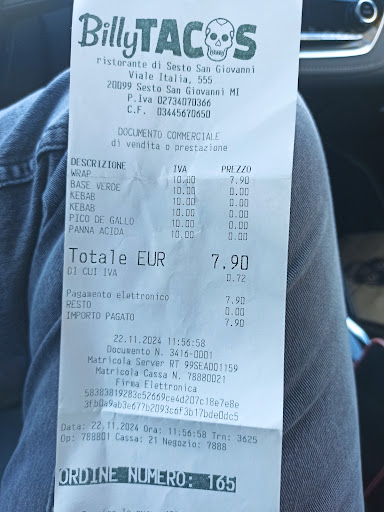 BillyTACOS
ristorante di Sesto San Giovanni
Viale Italia, 555
20099 Sesto San Giovanni MI
P.Iva 02734070366
C.F. 03445670650
DOCUMENTO COMMERCIALE
di vendita o prestazione
DESCRIZIONE IVA PREZZO
WRAP 10.00 7.90
BASE VERDE 10.00 0.00
KEBAB 10.00 0.00
KEBAB 10.00 0.00
PICO DE GALLO 10.00 0.00
PANNA ACIDA 10.00 0.00
Totale EUR 7.90
DI CUI IVA 0.72
Pagamento elettronico 7.90
RESTO 0.00
IMPORTO PAGATO 7.90
22.11.2024 11:56:58
Documento N. 3416-0001
Matricola Server RT 99SEA001159
Matricola Cassa N. 78880021
Firma Elettronica
58383819283c52669ce4d207c18e7e8e
3fb0a9ab3e677b2093c6f3b17bde0dc5
Data: 22.11.2024 Ora: 11:56:58 Trn: 3625
Op: 788801 Cassa: 21 Negozio: 7888
ORDINE NUMERO: 165